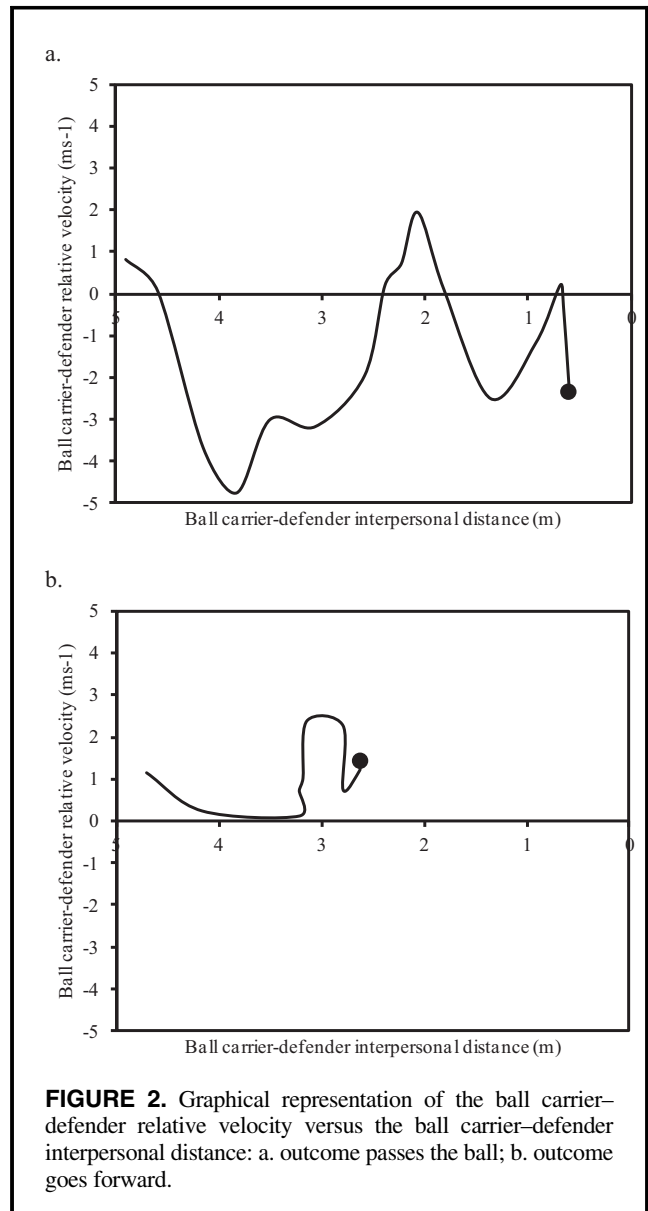 a.
5
4
3
2
1
0
-1
-2
-3
-4
-5
5 4 3 2 1 0
Ball carrier-defender relative velocity (ms-1)
Ball carrier-defender interpersonal distance (m)
b.
5
4
3
2
1
0
-1
-2
-3
-4
-5
5 4 3 2 1 0
Ball carrier-defender relative velocity (ms-1)
Ball carrier-defender interpersonal distance (m)
FIGURE 2. Graphical representation of the ball carrier–
defender relative velocity versus the ball carrier–defender
interpersonal distance: a. outcome passes the ball; b. outcome
goes forward.